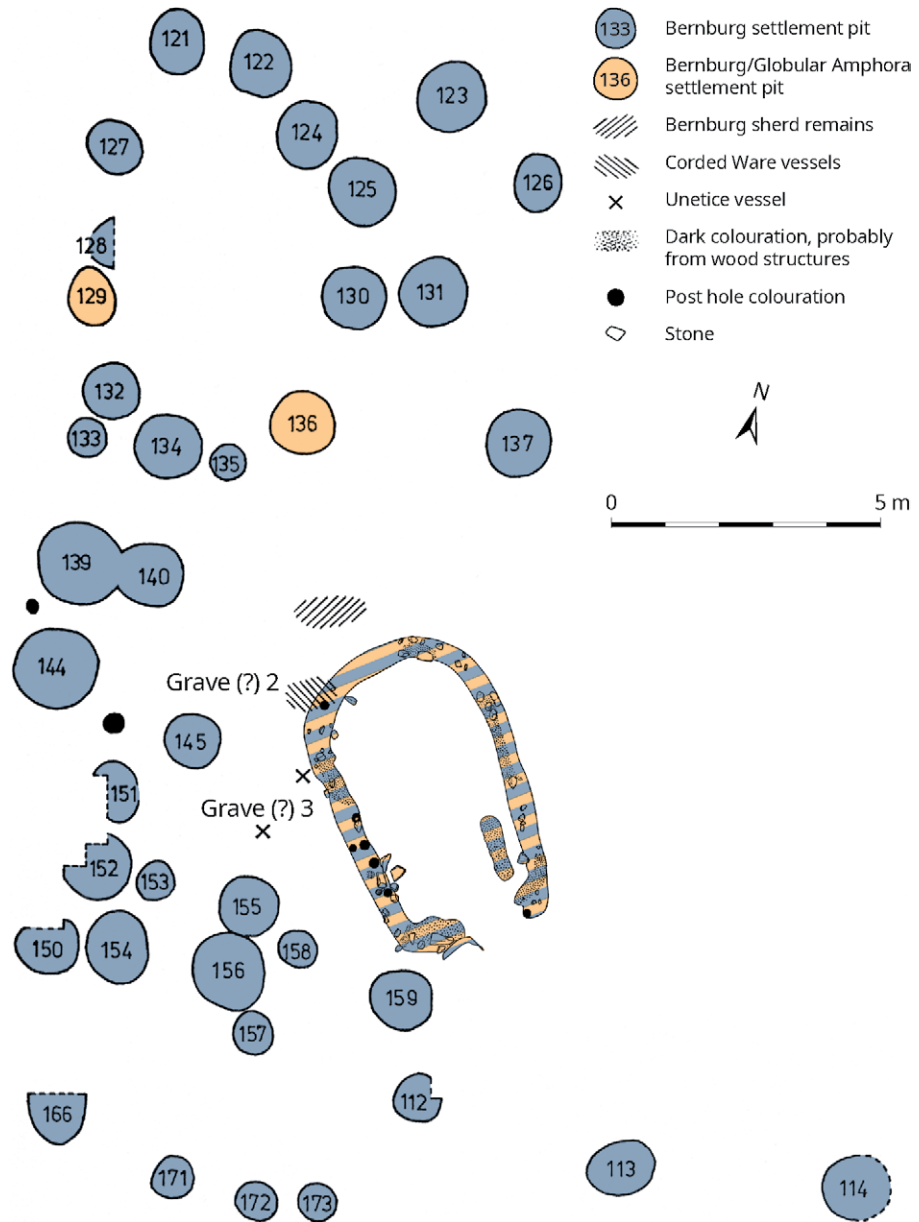 121
122
123
124
125
126
127
128
129
130
131
132
133
134
135
136
137
139
140
144
145
151
152
153
150
154
155
156
158
157
159
166
112
171
172
173
113
114
Grave (?) 2
Grave (?) 3
133 Bernburg settlement pit
136 Bernburg/Globular Amphora
settlement pit
Bernburg sherd remains
Corded Ware vessels
Unetice vessel
Dark colouration, probably
from wood structures
Post hole colouration
Stone
N
0 5 m